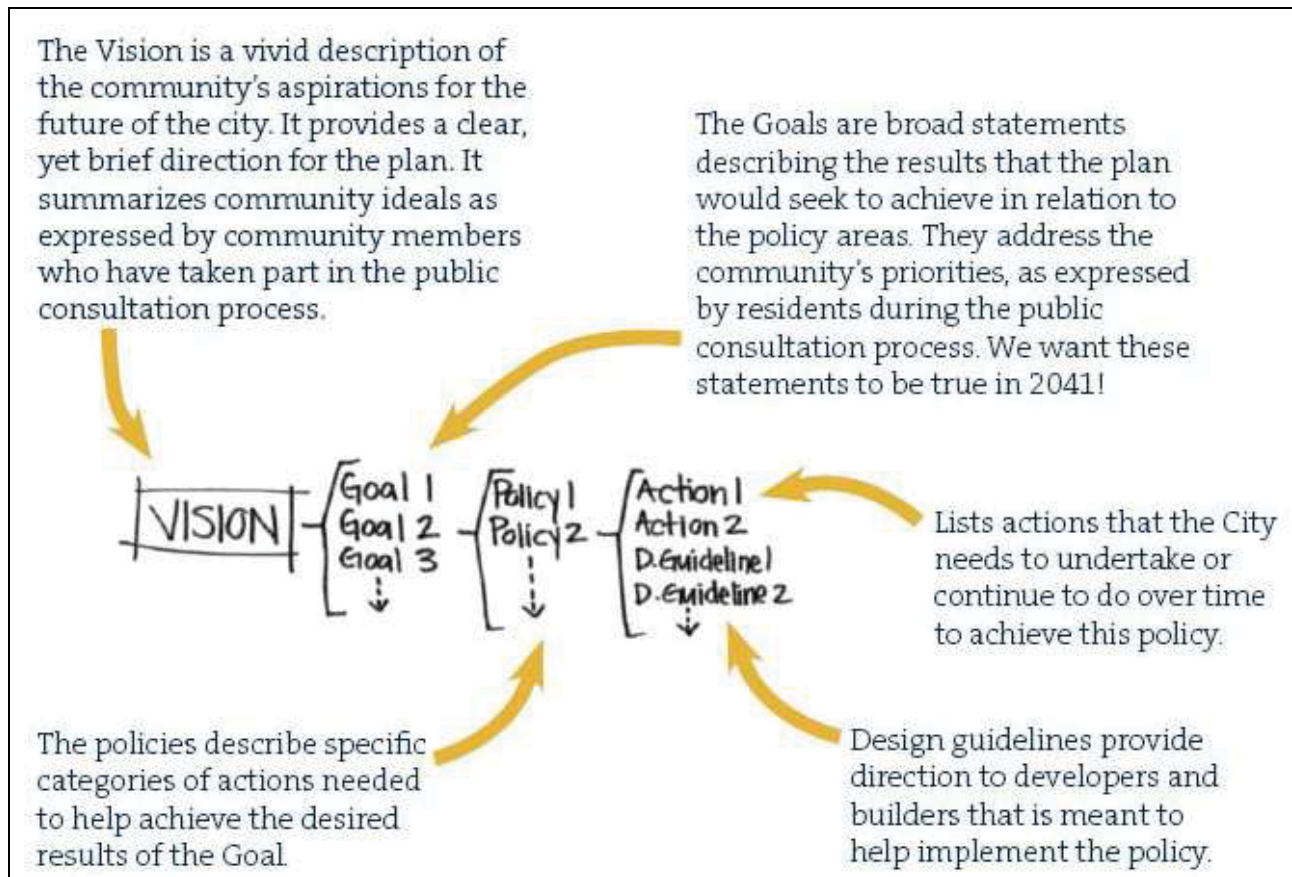 The Vision is a vivid description of
the community's aspirations for the
future of the city. It provides a clear,
yet brief direction for the plan. It
summarizes community ideals as
expressed by community members
who have taken part in the public
consultation process.
The Goals are broad statements
describing the results that the plan
would seek to achieve in relation to
the policy areas. They address the
community's priorities, as expressed
by residents during the public
consultation process. We want these
statements to be true in 2041!
VISION
Goal 1
Goal 2
Goal 3
Policy 1
Policy 2
Action 1
Action 2
D.Guideline 1
D.Guideline 2
Lists actions that the City
needs to undertake or
continue to do over time
to achieve this policy.
The policies describe specific
categories of actions needed
to help achieve the desired
results of the Goal.
Design guidelines provide
direction to developers and
builders that is meant to
help implement the policy.